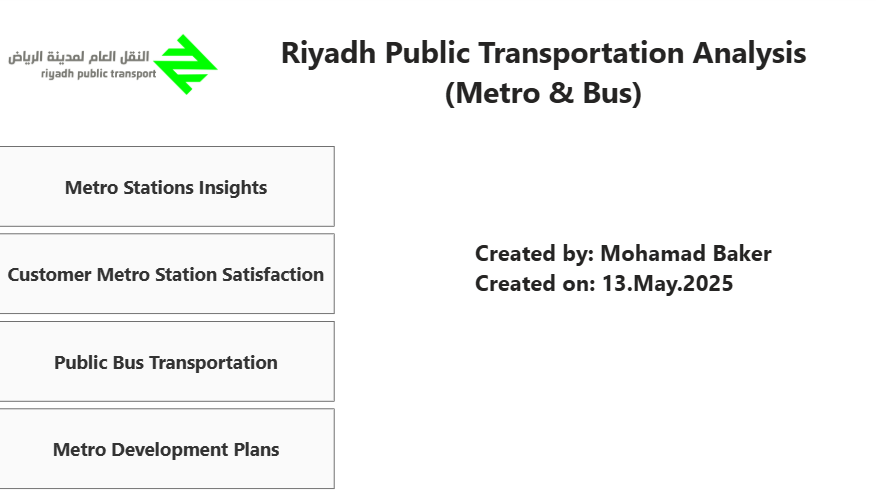 النقل العام لمدينة الرياض
riyadh public transport
Riyadh Public Transportation Analysis
(Metro & Bus)
Metro Stations Insights
Customer Metro Station Satisfaction
Public Bus Transportation
Metro Development Plans
Created by: Mohamad Baker
Created on: 13.May.2025